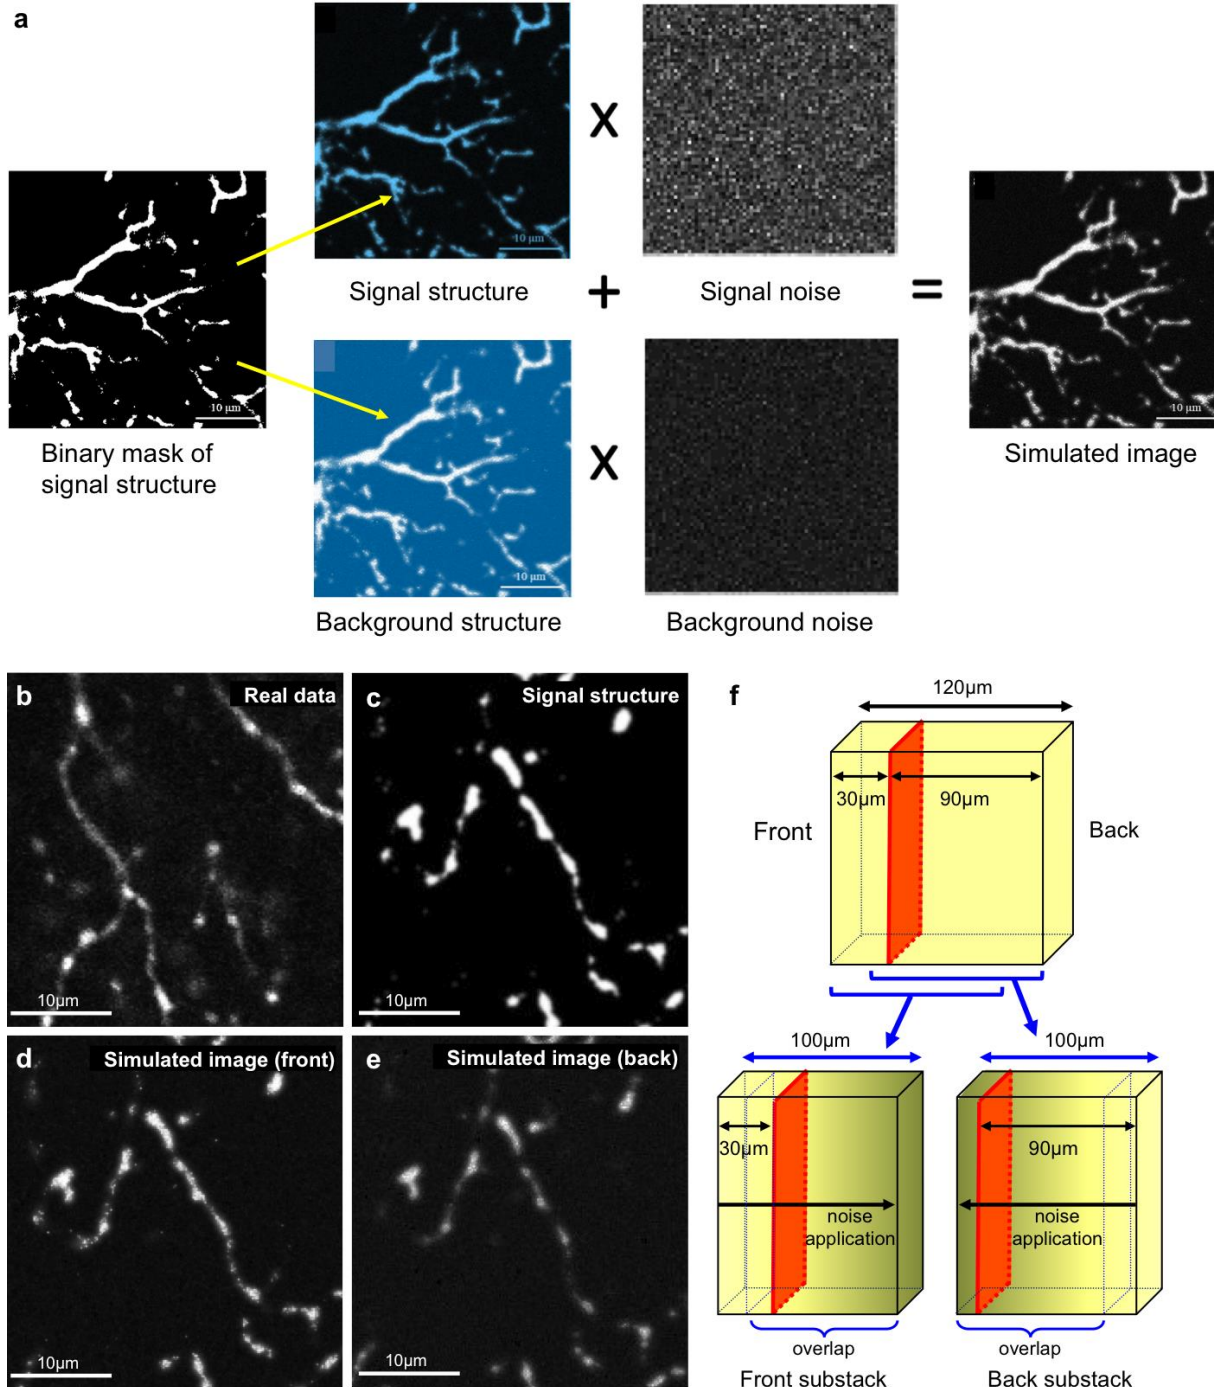 a
X
10 μm
10 μm
Signal structure
+
Signal noise
=
10 μm
Binary mask of
signal structure
X
10 μm
Simulated image
Background structure
Background noise
b
Real data
10μm
c
Signal structure
10μm
d
Simulated image (front)
10μm
e
Simulated image (back)
10μm
f
120μm
30μm
90μm
Front
Back
100μm
100μm
30μm
90μm
noise
application
noise
application
overlap
overlap
Front substack
Back substack